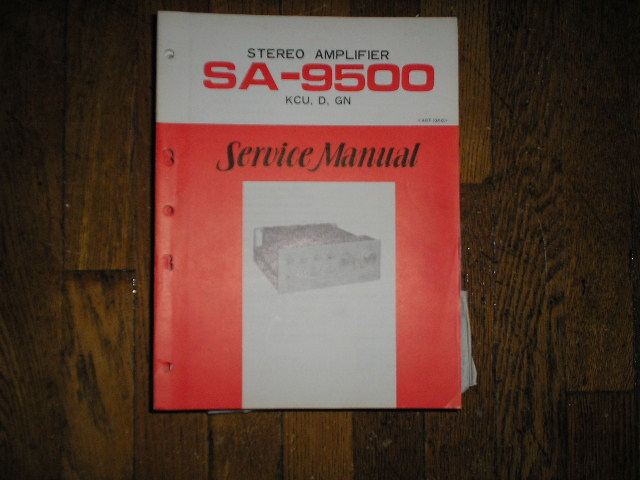 STEREO AMPLIFIER
SA-9500
KCU, D, GN
Service Manual